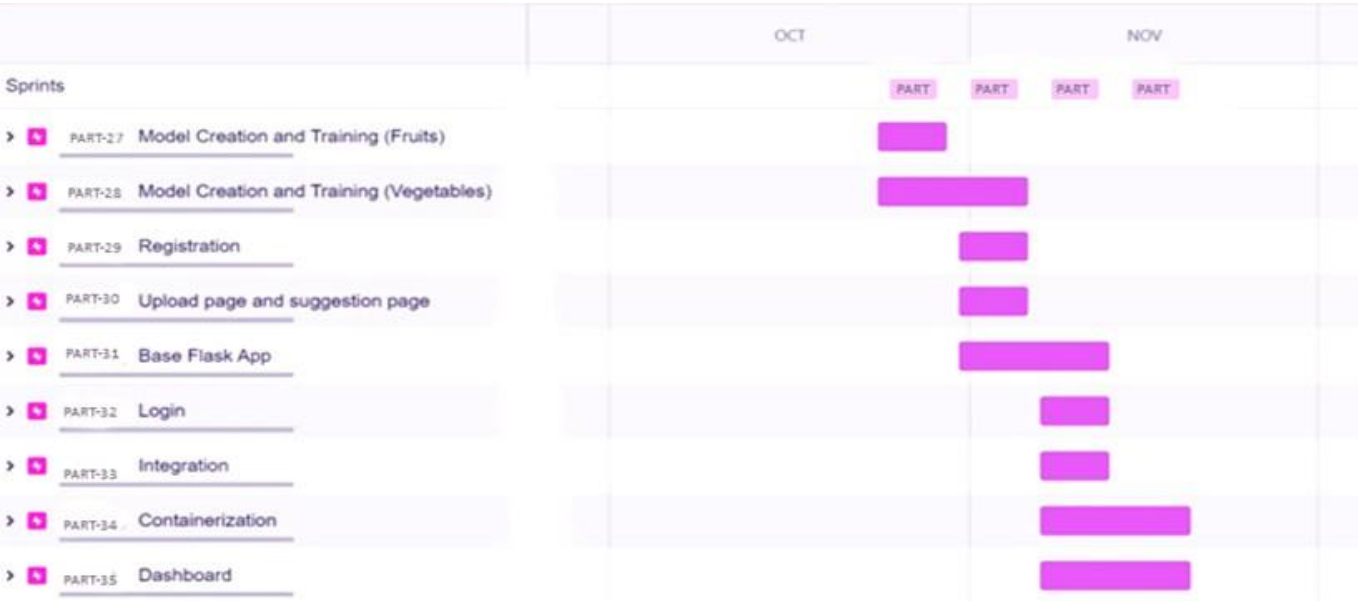 OCT NOV
Sprints PART PART PART PART
PART-27 Model Creation and Training (Fruits)
PART-28 Model Creation and Training (Vegetables)
PART-29 Registration
PART-30 Upload page and suggestion page
PART-31 Base Flask App
PART-32 Login
PART-33 Integration
PART-34 Containerization
PART-35 Dashboard